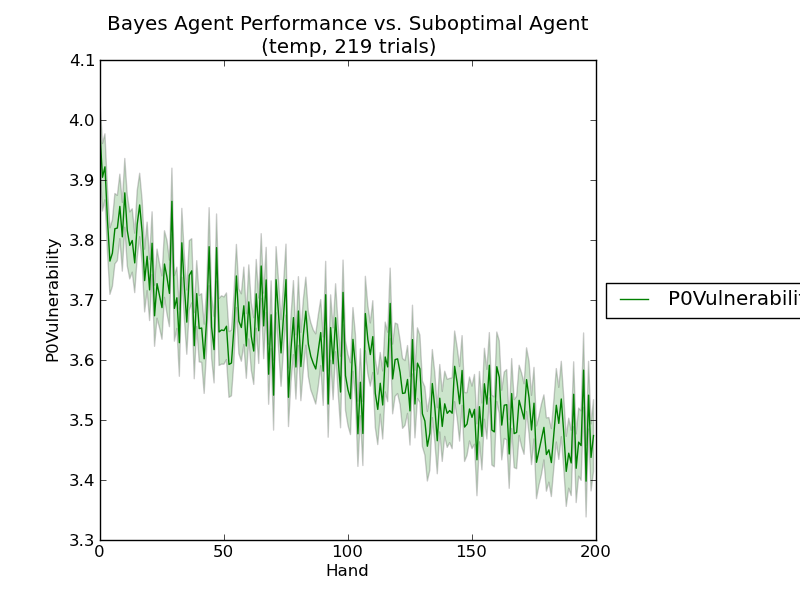 Bayes Agent Performance vs. Suboptimal Agent
(temp, 219 trials)
4.1
4.0
3.9
3.8
3.7
3.6
3.5
3.4
3.3
P0Vulnerability
0
50
100
150
200
Hand
P0Vulnerabili